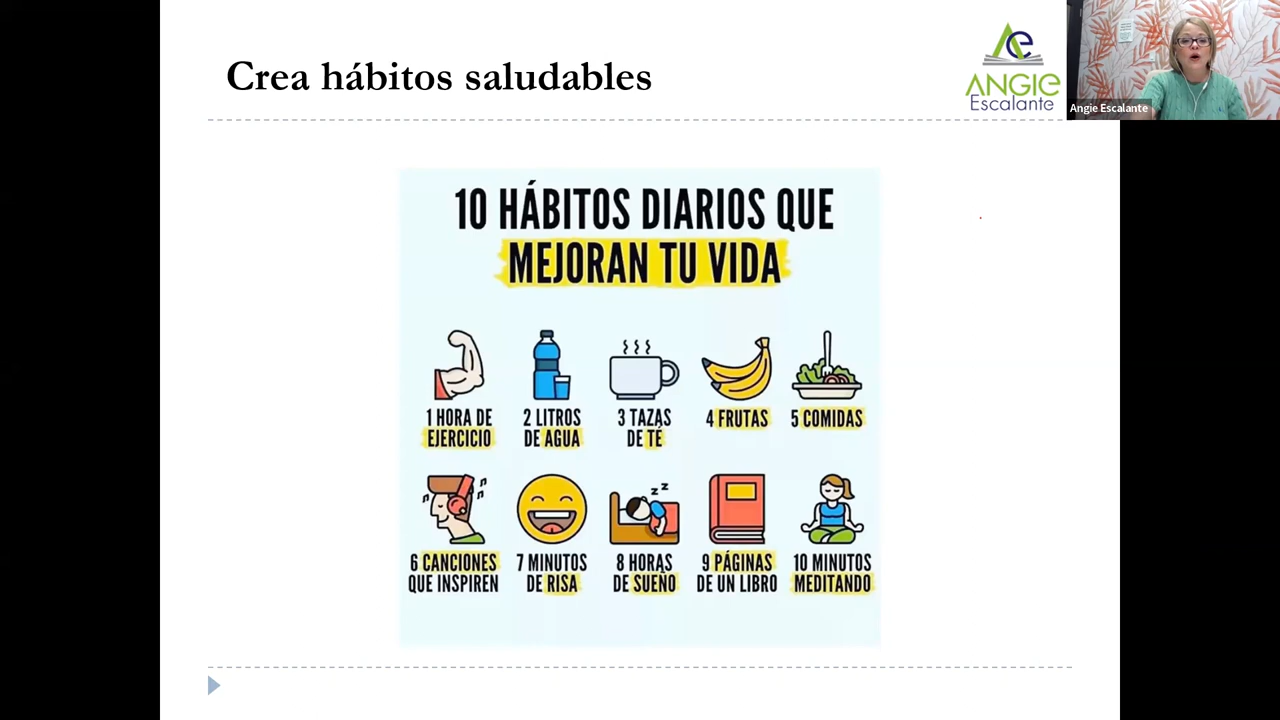 Crea hábitos saludables
ANGIE
Escalante
Angie Escalante
10 HÁBITOS DIARIOS QUE
MEJORAN TU VIDA
1 HORA DE
EJERCICIO
2 LITROS
DE AGUA
3 TAZAS
DE TÉ
4 FRUTAS
5 COMIDAS
6 CANCIONES
QUE INSPIREN
7 MINUTOS
DE RISA
8 HORAS
DE SUEÑO
9 PÁGINAS
DE UN LIBRO
10 MINUTOS
MEDITANDO